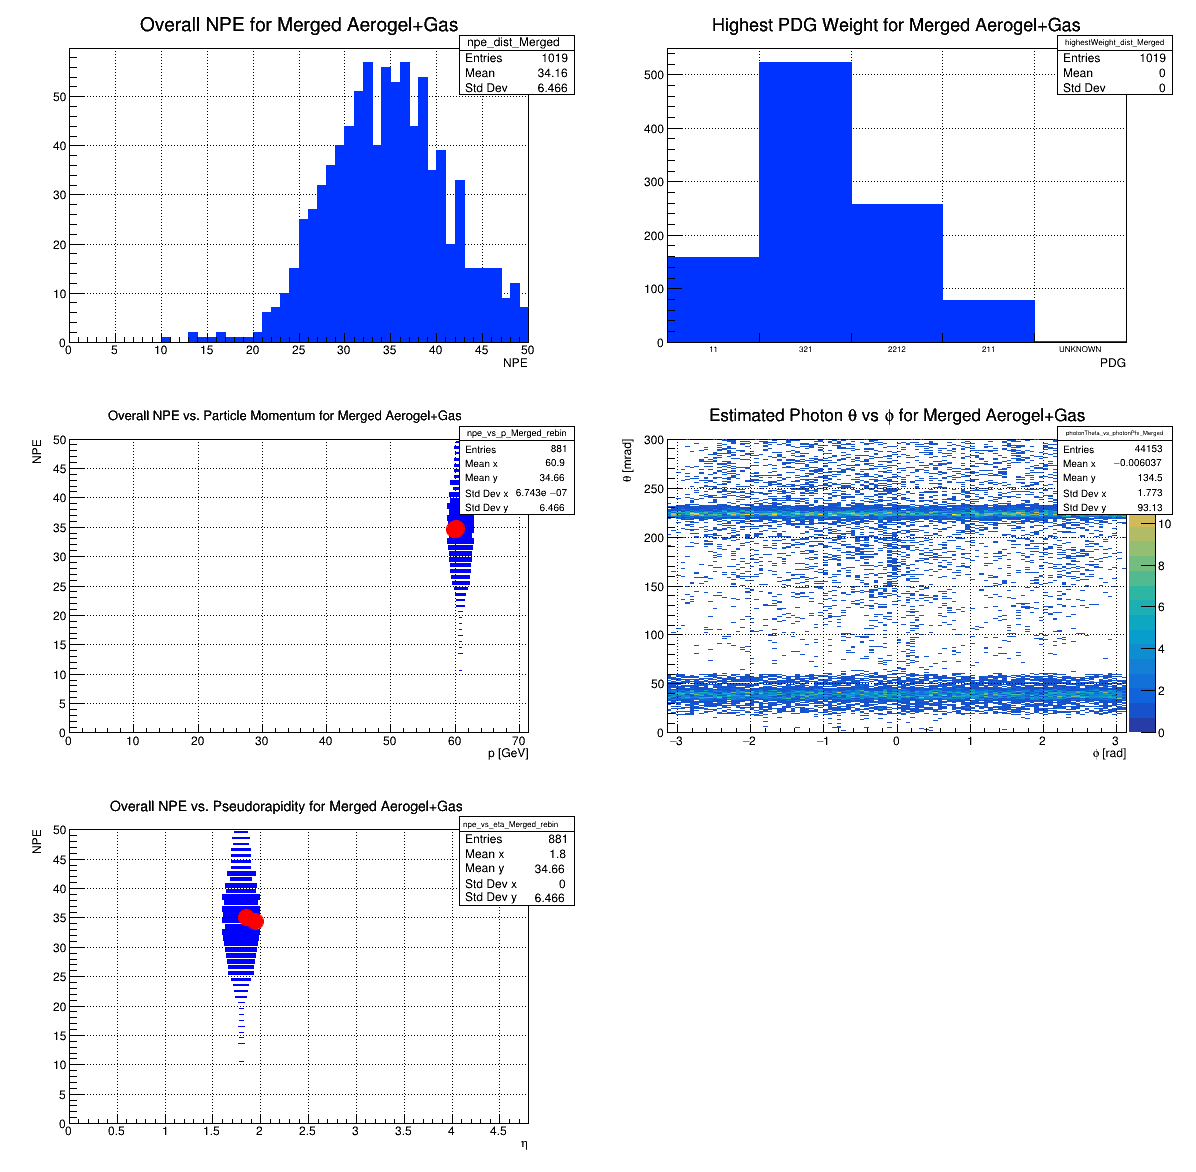 Overall NPE for Merged Aerogel+Gas
npe_dist_Merged
Entries 1019
Mean 34.16
Std Dev 6.466
50
40
30
20
10
0
0 5 10 15 20 25 30 35 40 45 50
NPE
Highest PDG Weight for Merged Aerogel+Gas
highestWeight_dist_Merged
Entries 1019
Mean 0
Std Dev 0
500
400
300
200
100
0
11 321 2212 211 UNKNOWN
PDG
Overall NPE vs. Particle Momentum for Merged Aerogel+Gas
npe_vs_p_Merged_rebin
Entries 881
Mean x 60.9
Mean y 34.66
Std Dev x 6.743e −07
Std Dev y 6.466
NPE
50
45
40
35
30
25
20
15
10
5
0
0 10 20 30 40 50 60 70
p [GeV]
Estimated Photon θ vs ϕ for Merged Aerogel+Gas
photonTheta_vs_photonPhi_Merged
Entries 44153
Mean x −0.006037
Mean y 134.5
Std Dev x 1.773
Std Dev y 93.13
θ [mrad]
300
250
200
150
100
50
0
−3 −2 −1 0 1 2 3
ϕ [rad]
10
8
6
4
2
0
Overall NPE vs. Pseudorapidity for Merged Aerogel+Gas
npe_vs_eta_Merged_rebin
Entries 881
Mean x 1.8
Mean y 34.66
Std Dev x 0
Std Dev y 6.466
NPE
50
45
40
35
30
25
20
15
10
5
0
0 0.5 1 1.5 2 2.5 3 3.5 4 4.5
η